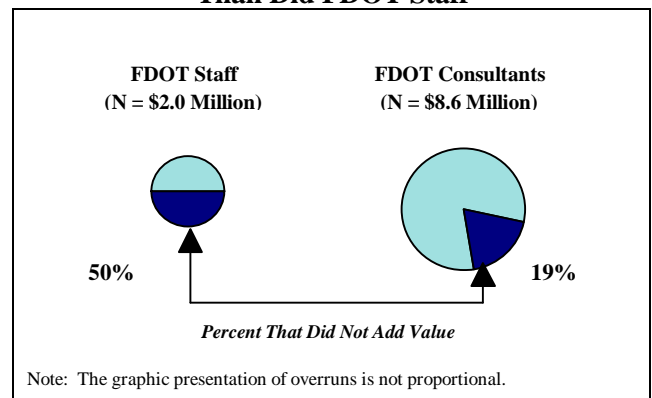 Than Did FDOT Staff
FDOT Staff
(N = $2.0 Million)
FDOT Consultants
(N = $8.6 Million)
50%
19%
Percent That Did Not Add Value
Note: The graphic presentation of overruns is not proportional.